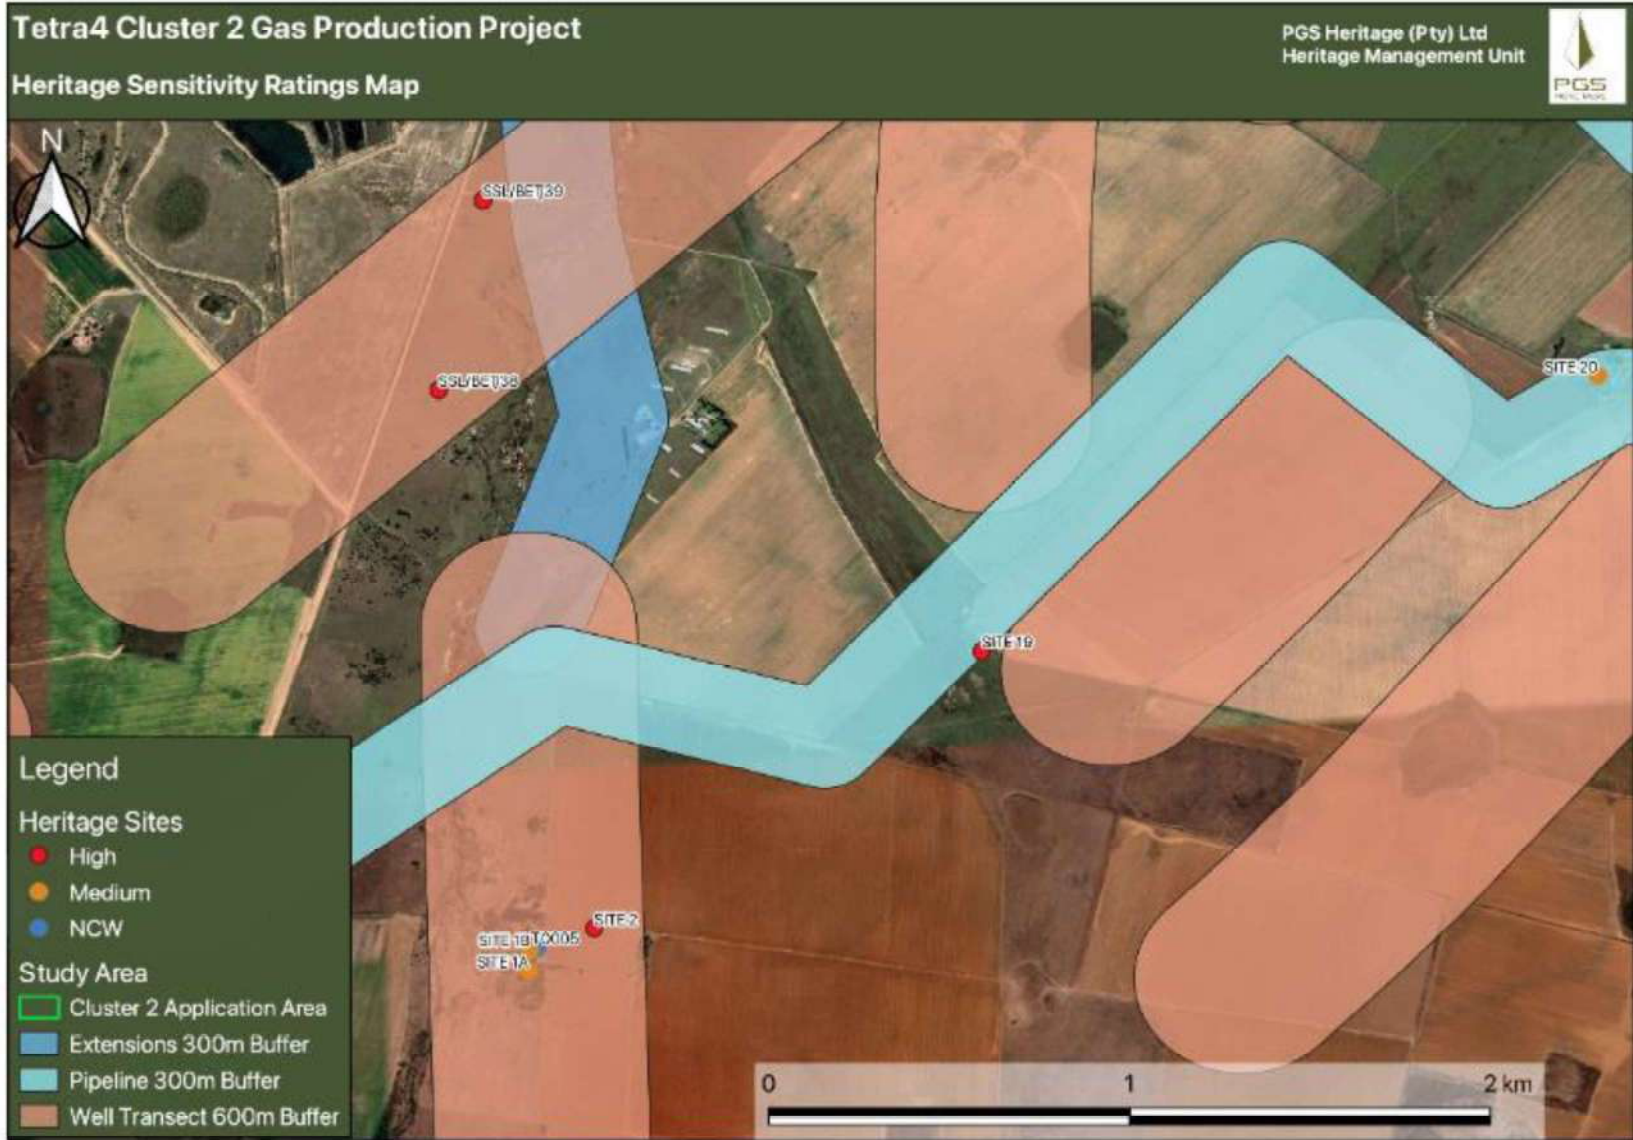 Tetra4 Cluster 2 Gas Production Project
Heritage Sensitivity Ratings Map
PGS Heritage (Pty) Ltd
Heritage Management Unit
PGS
N
SSL/BET/39
SSL/BET/38
SITE 20
SITE 19
SITE 2
SITE 1B
SITE 1A
Legend
Heritage Sites
High
Medium
NCW
Study Area
Cluster 2 Application Area
Extensions 300m Buffer
Pipeline 300m Buffer
Well Transect 600m Buffer
0
1
2 km